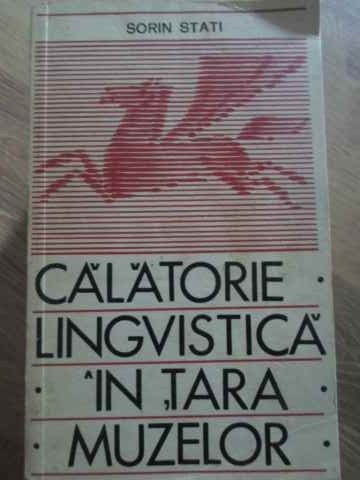 SORIN STATI
CĂLĂTORIE ·
LINGVISTICĂ
· ÎN ȚARA ·
· MUZELOR ·